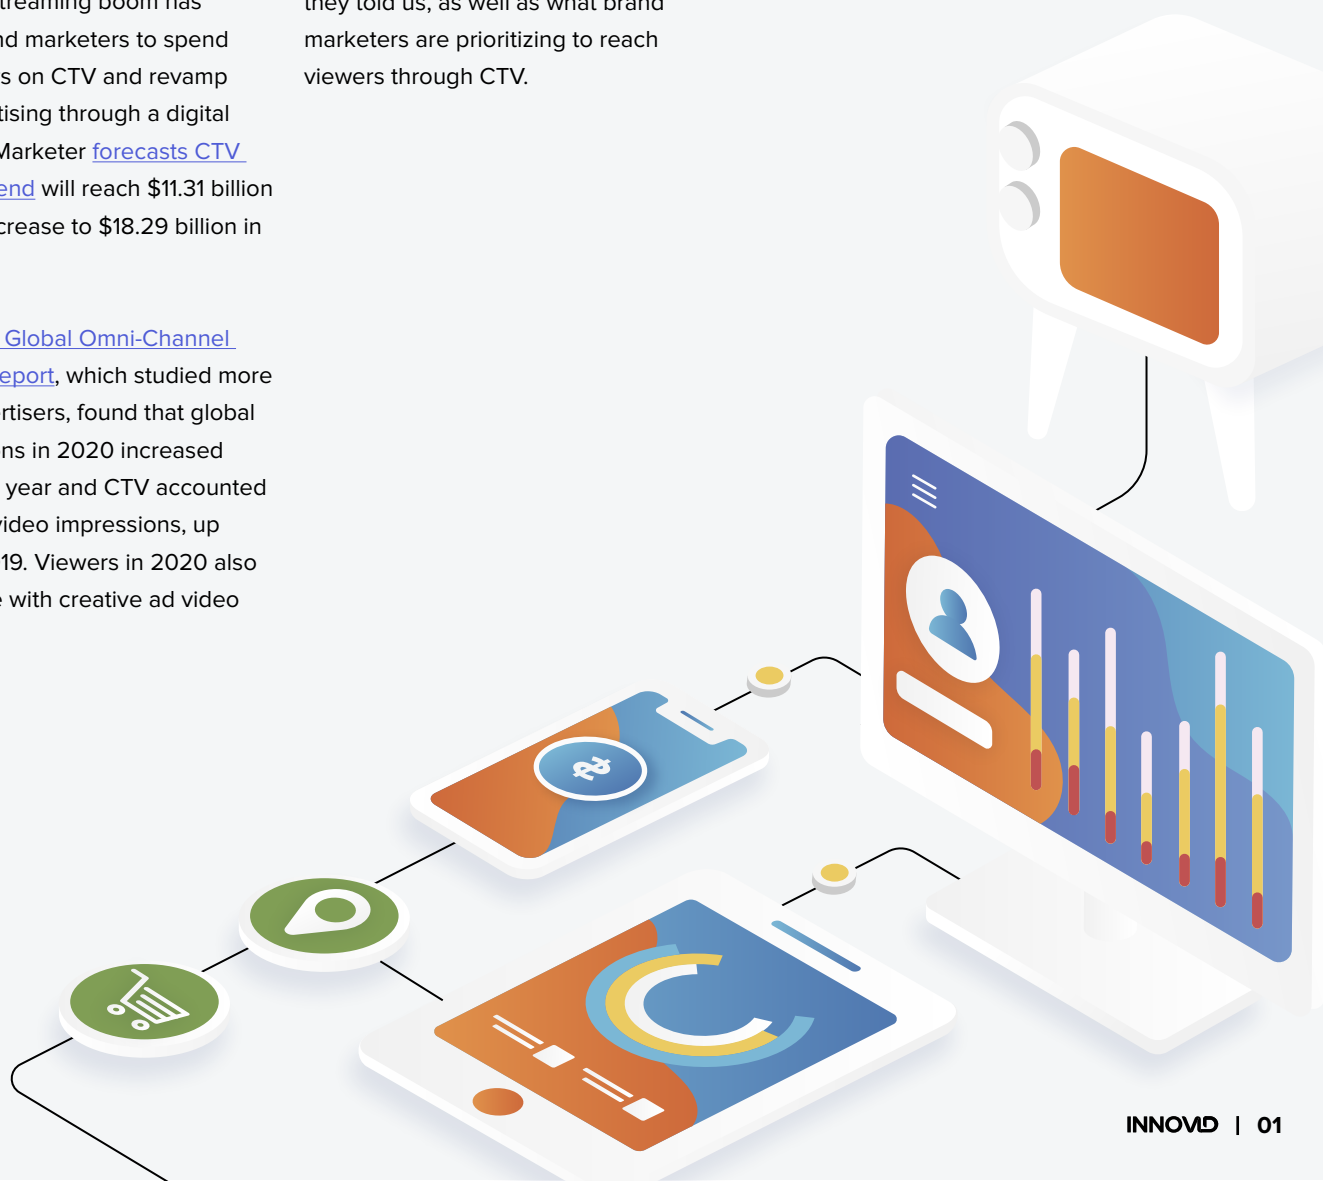 streaming boom has
nd marketers to spend
s on CTV and revamp
tising through a digital
Marketer forecasts CTV
end will reach $11.31 billion
crease to $18.29 billion in
Global Omni-Channel
eport, which studied more
rtisers, found that global
ns in 2020 increased
year and CTV accounted
video impressions, up
19. Viewers in 2020 also
e with creative ad video
they told us, as well as what brand
marketers are prioritizing to reach
viewers through CTV.
INNOVID | 01